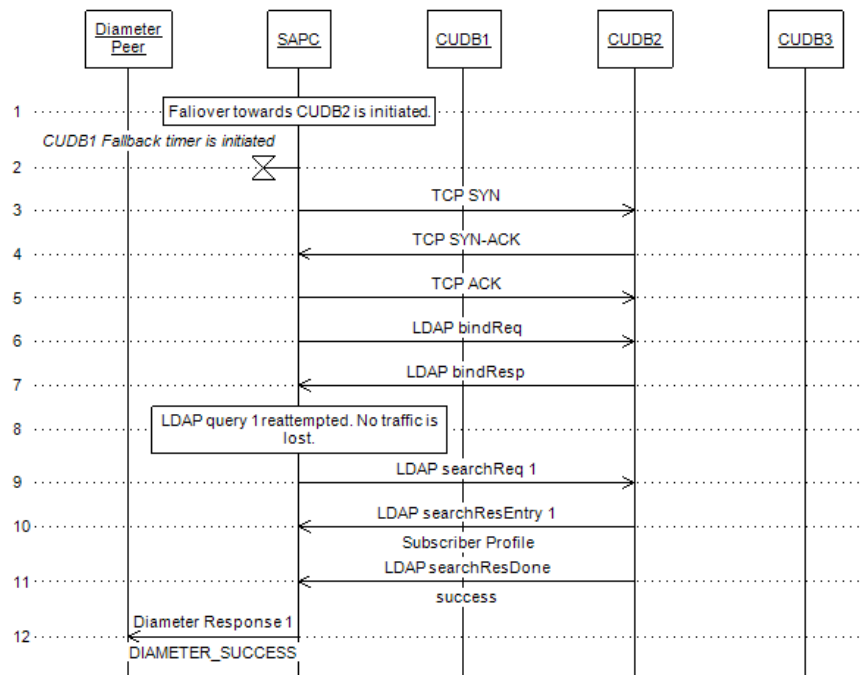 Diameter
Peer
SAPC
CUDB1
CUDB2
CUDB3
1
Faliover towards CUDB2 is initiated.
CUDB1 Fallback timer is initiated
2
TCP SYN
3
TCP SYN-ACK
4
TCP ACK
5
LDAP bindReq
6
LDAP bindResp
7
LDAP query 1 reattempted. No traffic is
lost.
8
LDAP searchReq 1
9
LDAP searchResEntry 1
10
Subscriber Profile
LDAP searchResDone
11
success
Diameter Response 1
12
DIAMETER_SUCCESS